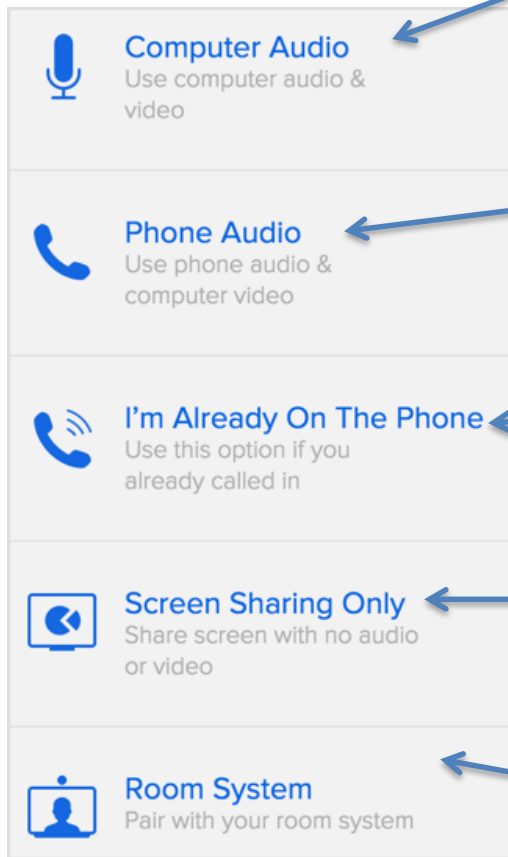 Computer Audio
Use computer audio &
video
Phone Audio
Use phone audio &
computer video
I'm Already On The Phone
Use this option if you
already called in
Screen Sharing Only
Share screen with no audio
or video
Room System
Pair with your room system